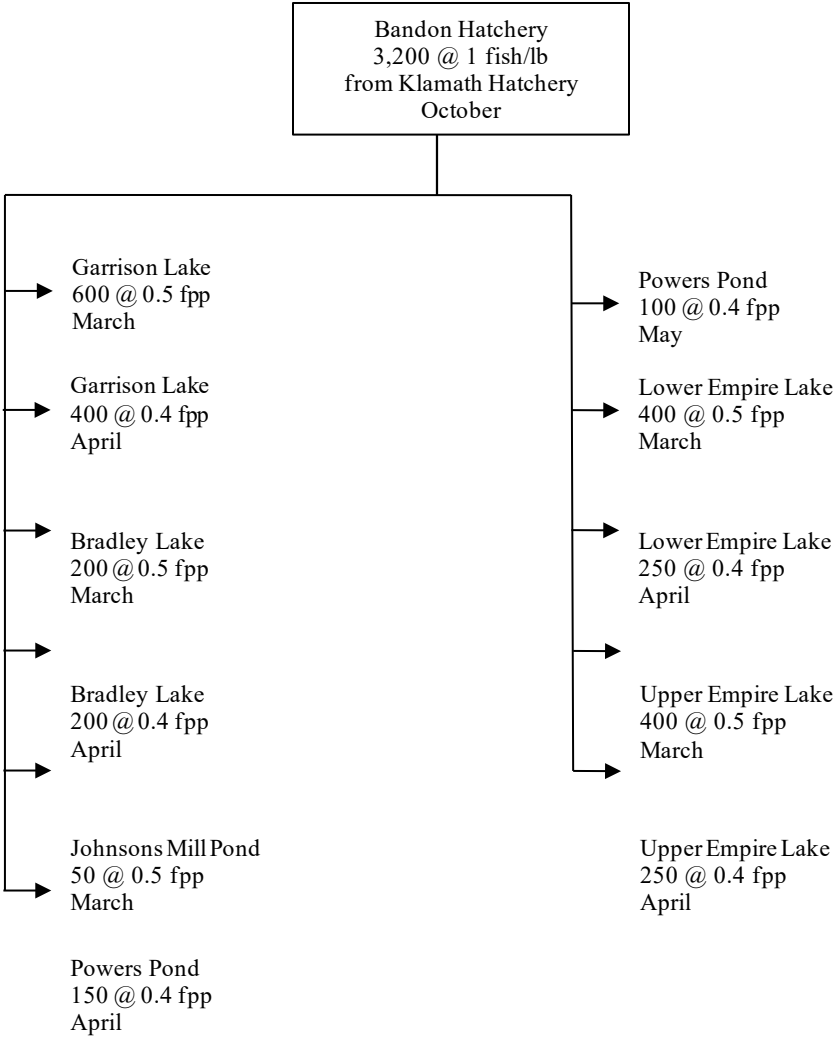 Bandon Hatchery
3,200 @ 1 fish/lb
from Klamath Hatchery
October
Garrison Lake
600 @ 0.5 fpp
March
Garrison Lake
400 @ 0.4 fpp
April
Bradley Lake
200 @ 0.5 fpp
March
Bradley Lake
200 @ 0.4 fpp
April
Johnsons Mill Pond
50 @ 0.5 fpp
March
Powers Pond
150 @ 0.4 fpp
April
Powers Pond
100 @ 0.4 fpp
May
Lower Empire Lake
400 @ 0.5 fpp
March
Lower Empire Lake
250 @ 0.4 fpp
April
Upper Empire Lake
400 @ 0.5 fpp
March
Upper Empire Lake
250 @ 0.4 fpp
April